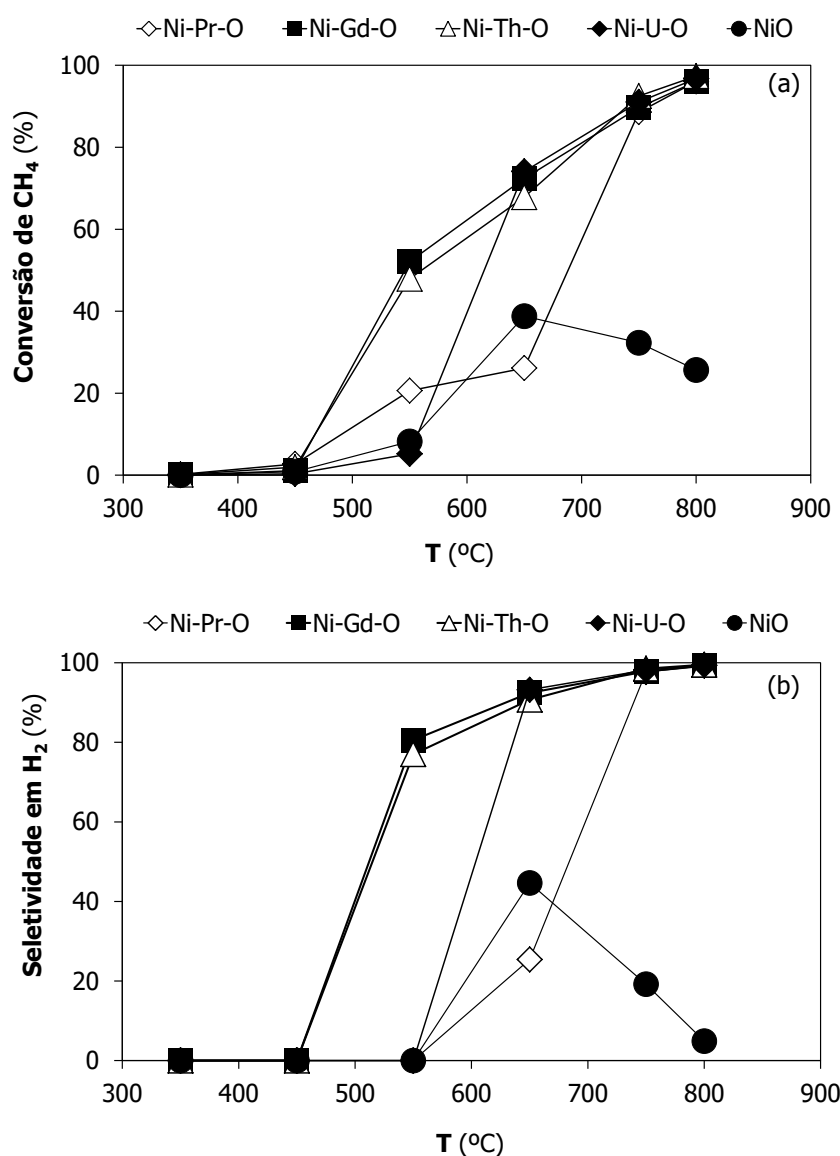 Ni-Pr-O Ni-Gd-O Ni-Th-O Ni-U-O NiO
(a)
Conversão de CH4 (%)
100
80
60
40
20
0
300 400 500 600 700 800 900
T (ºC)
Ni-Pr-O Ni-Gd-O Ni-Th-O Ni-U-O NiO
(b)
Seletividade em H2 (%)
100
80
60
40
20
0
300 400 500 600 700 800 900
T (ºC)